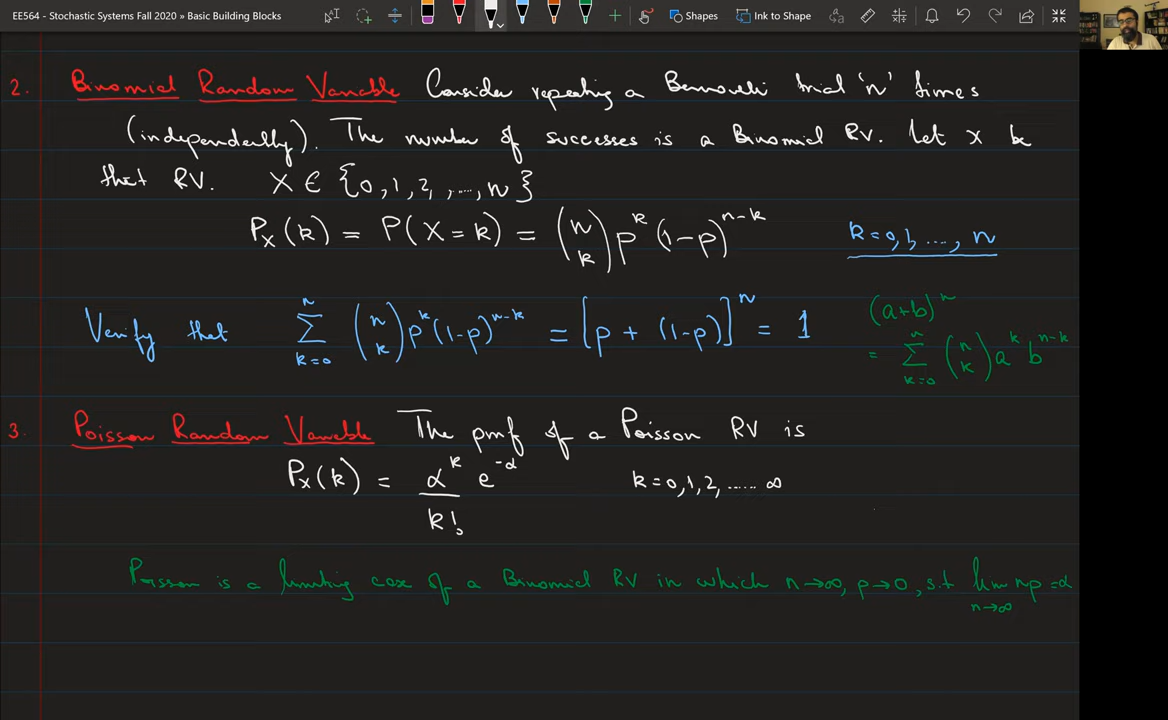 EE564 - Stochastic Systems Fall 2020 » Basic Building Blocks
Shapes
Ink to Shape
2. Binomial Random Variable Consider repeating a Bernoulli trial 'n' times
(independently). The number of successes is a Binomial RV. Let X be
that RV. X ∈ {0, 1, 2, ....., n}
Pₓ(k) = P(X = k) = (n k) p^k (1-p)^{n-k} k = 0, 1, ...., n
Verify that ∑_{k=0}^{n} (n k) p^k (1-p)^{n-k} = [p + (1-p)]^n = 1
(a+b)^n
= ∑_{k=0}^{n} (n k) a^k b^{n-k}
3. Poisson Random Variable The pmf of a Poisson RV is
Pₓ(k) = α^k/k! e^{-α} k = 0, 1, 2, ...... ∞
Poisson is a limiting case of a Binomial RV in which n→∞, p→0, s.t lim_{n→∞} np = α